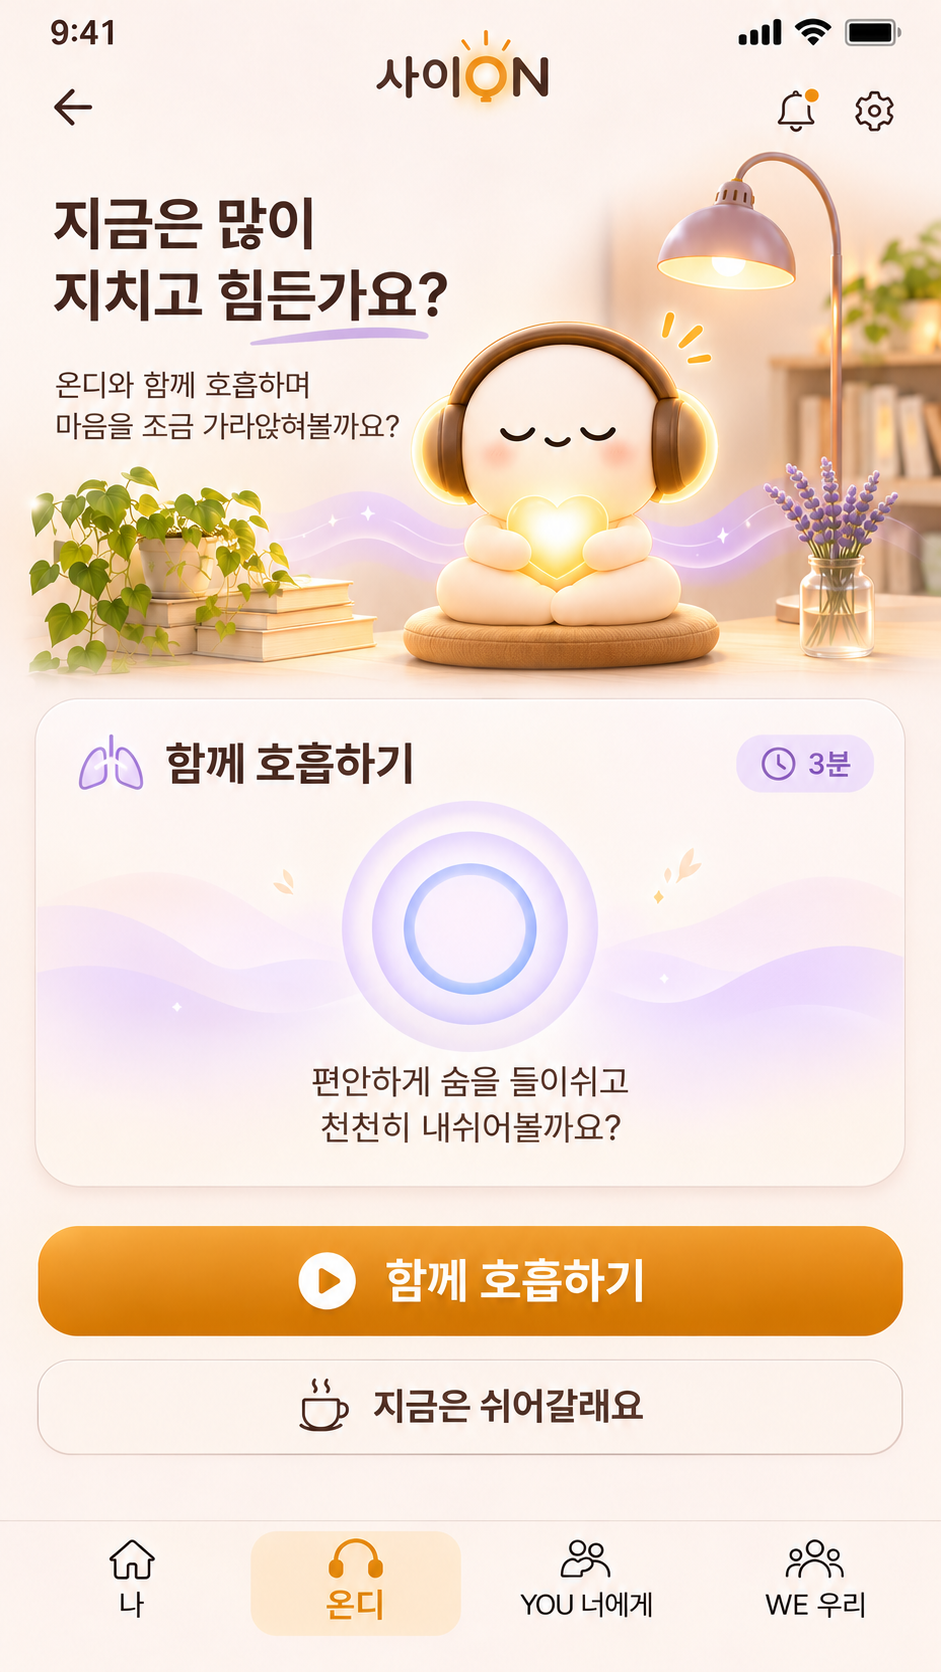 9:41
사이ON
지금은 많이
지치고 힘든가요?
온디와 함께 호흡하며
마음을 조금 가라앉혀볼까요?
함께 호흡하기
3분
편안하게 숨을 들이쉬고
천천히 내쉬어볼까요?
함께 호흡하기
지금은 쉬어갈래요
나
온디
YOU 너에게
WE 우리